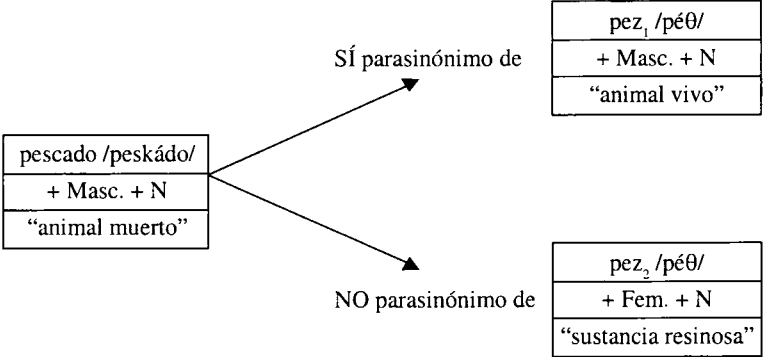 pez₁ /péθ/
SÍ parasinónimo de
+ Masc. + N
“animal vivo”
pescado /peskádo/
+ Masc. + N
“animal muerto”
pez₂ /péθ/
NO parasinónimo de
+ Fem. + N
“sustancia resinosa”